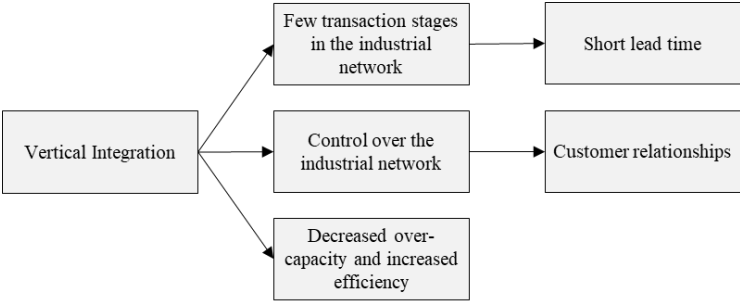 Few transaction stages
in the industrial
network
Short lead time
Vertical Integration
Control over the
industrial network
Customer relationships
Decreased over-
capacity and increased
efficiency